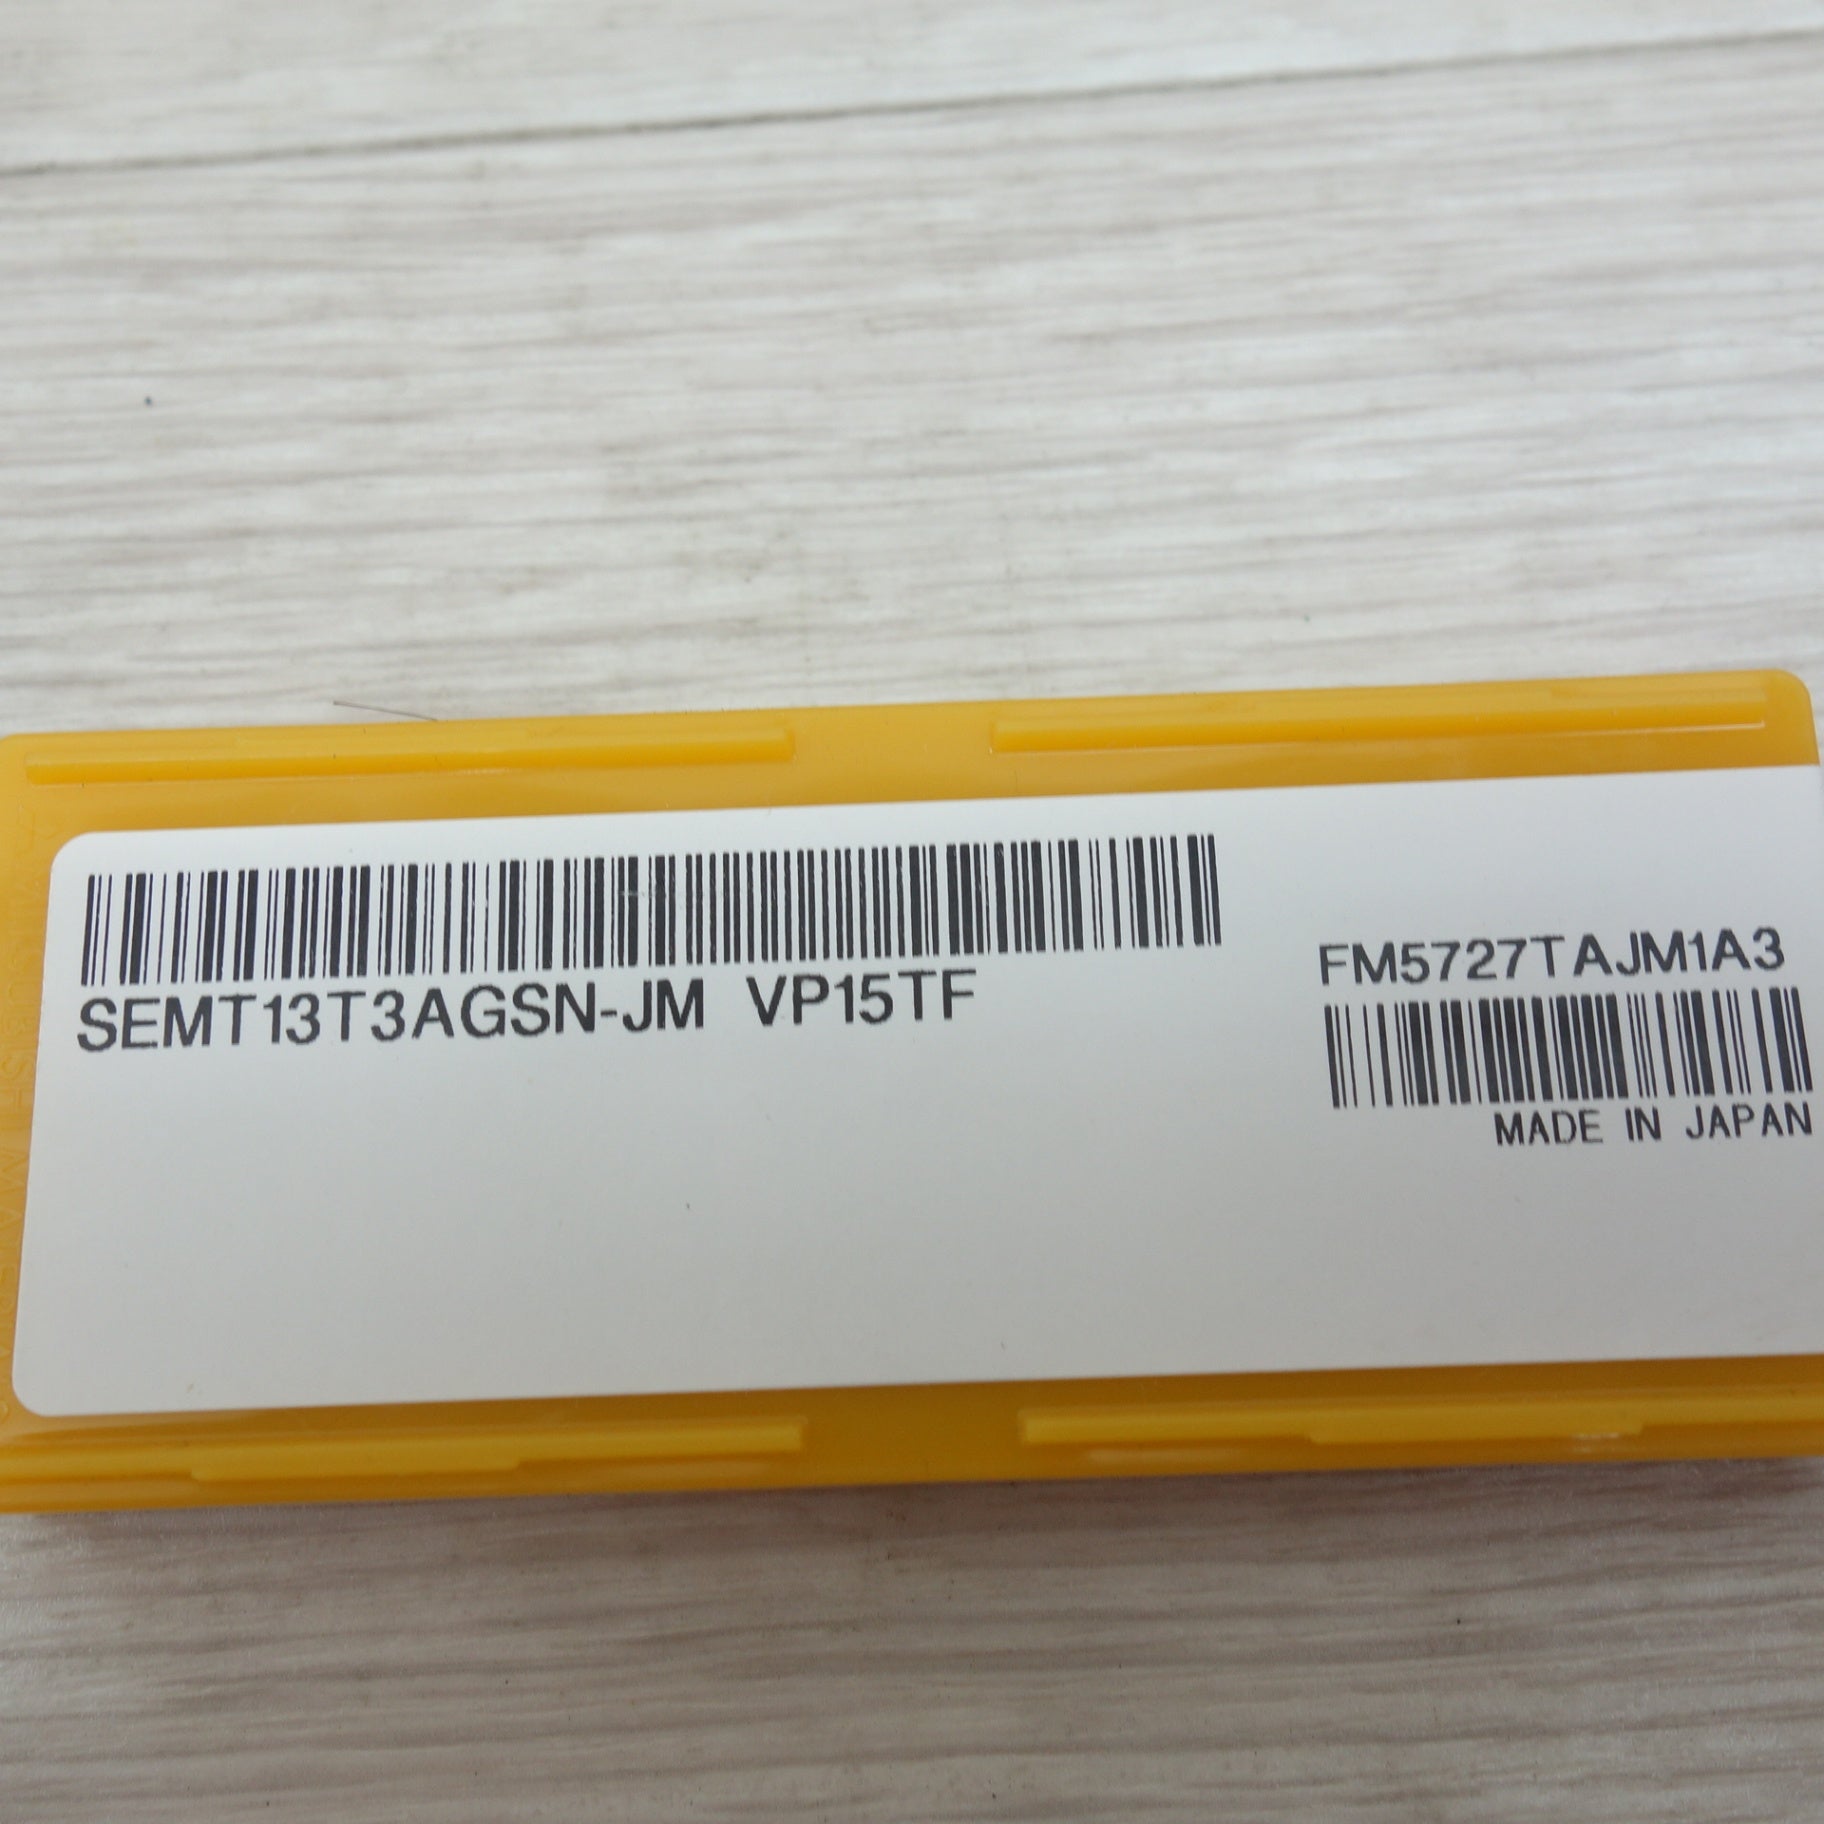 SEMT13T3AGSN-JM VP15TF
FM5727TAJM1A3
MADE IN JAPAN